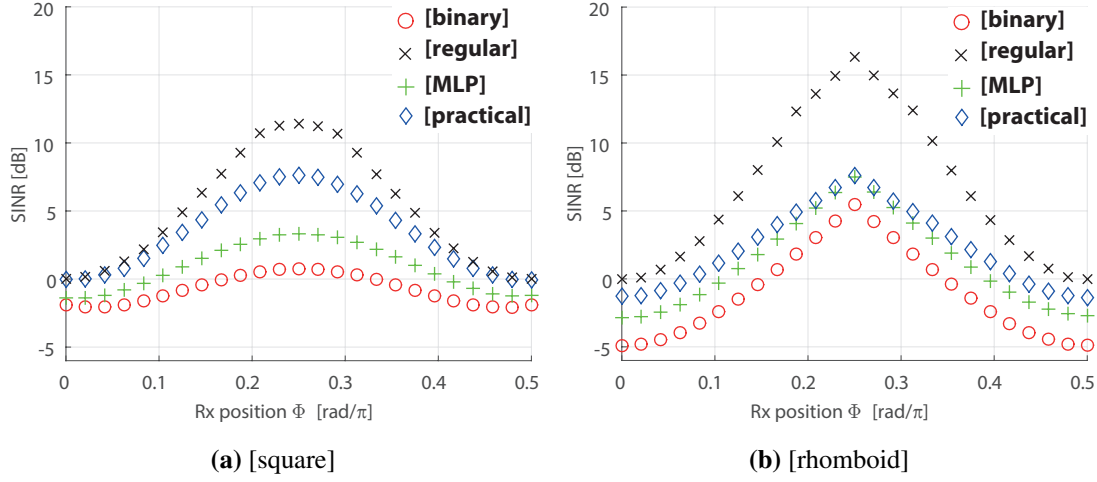 20
15
10
5
0
-5
SINR [dB]
[binary]
[regular]
[MLP]
[practical]
0 0.1 0.2 0.3 0.4 0.5
Rx position Φ [rad/π]
(a) [square]
20
15
10
5
0
-5
SINR [dB]
[binary]
[regular]
[MLP]
[practical]
0 0.1 0.2 0.3 0.4 0.5
Rx position Φ [rad/π]
(b) [rhomboid]